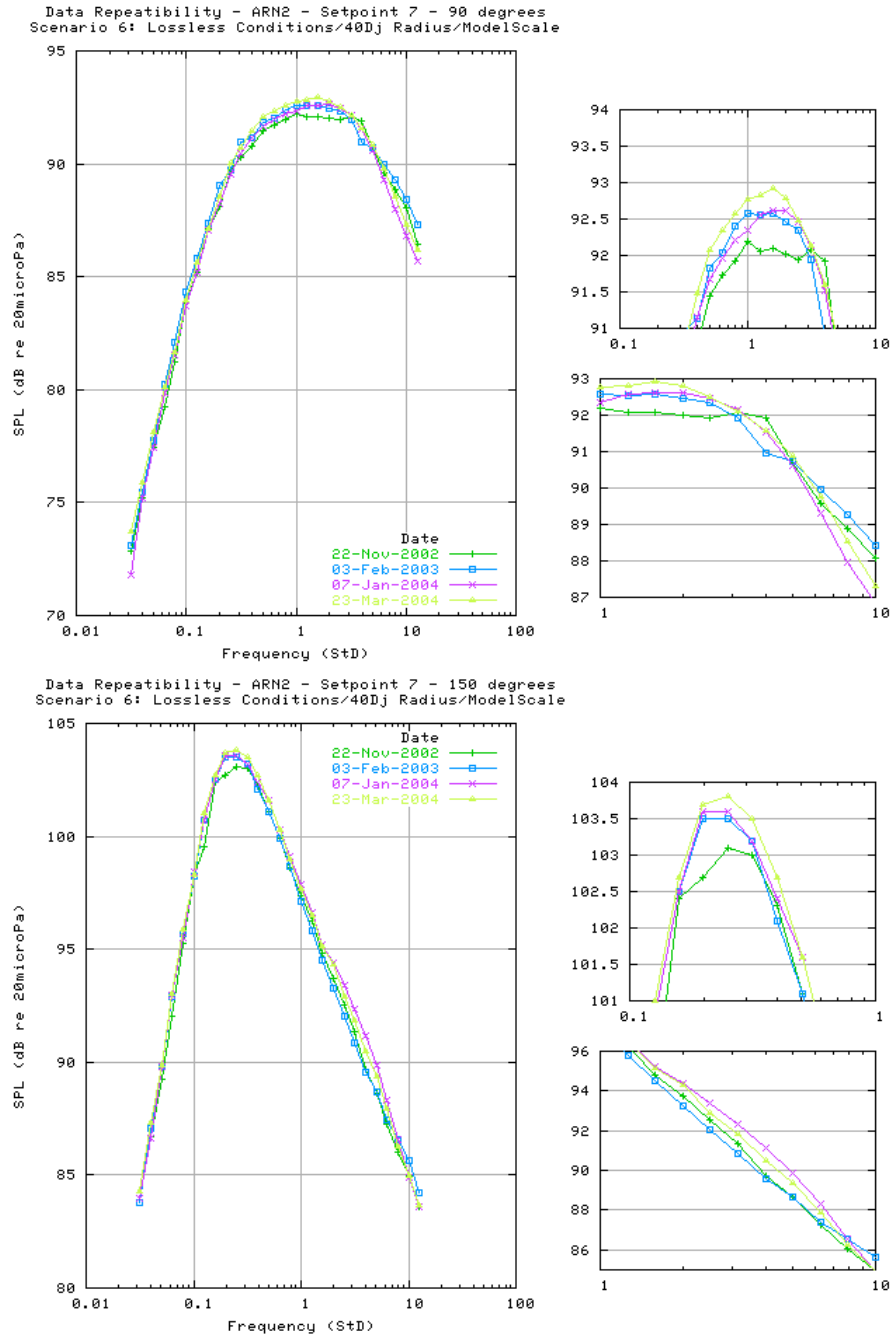 Data Repeatibility - ARN2 - Setpoint 7 - 90 degrees
Scenario 6: Lossless Conditions/40Dj Radius/ModelScale
95
90
85
80
75
70
SPL (dB re 20microPa)
0.01 0.1 1 10 100
Frequency (StD)
Date
22-Nov-2002
03-Feb-2003
07-Jan-2004
23-Mar-2004
94
93.5
93
92.5
92
91.5
91
0.1 1 10
93
92
91
90
89
88
87
1 10
Data Repeatibility - ARN2 - Setpoint 7 - 150 degrees
Scenario 6: Lossless Conditions/40Dj Radius/ModelScale
105
100
95
90
85
80
SPL (dB re 20microPa)
0.01 0.1 1 10 100
Frequency (StD)
Date
22-Nov-2002
03-Feb-2003
07-Jan-2004
23-Mar-2004
104
103.5
103
102.5
102
101.5
101
0.1 1
96
94
92
90
88
86
1 10